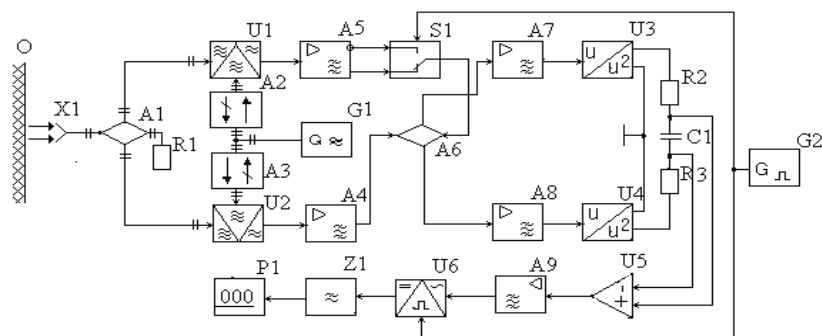 U1
A5
S1
A7
U3
u
u²
R2
X1
A1
R1
A2
G1
G
A6
C1
G2
G
A3
U2
A4
A8
U4
u
u²
R3
P1
000
Z1
U6
A9
U5